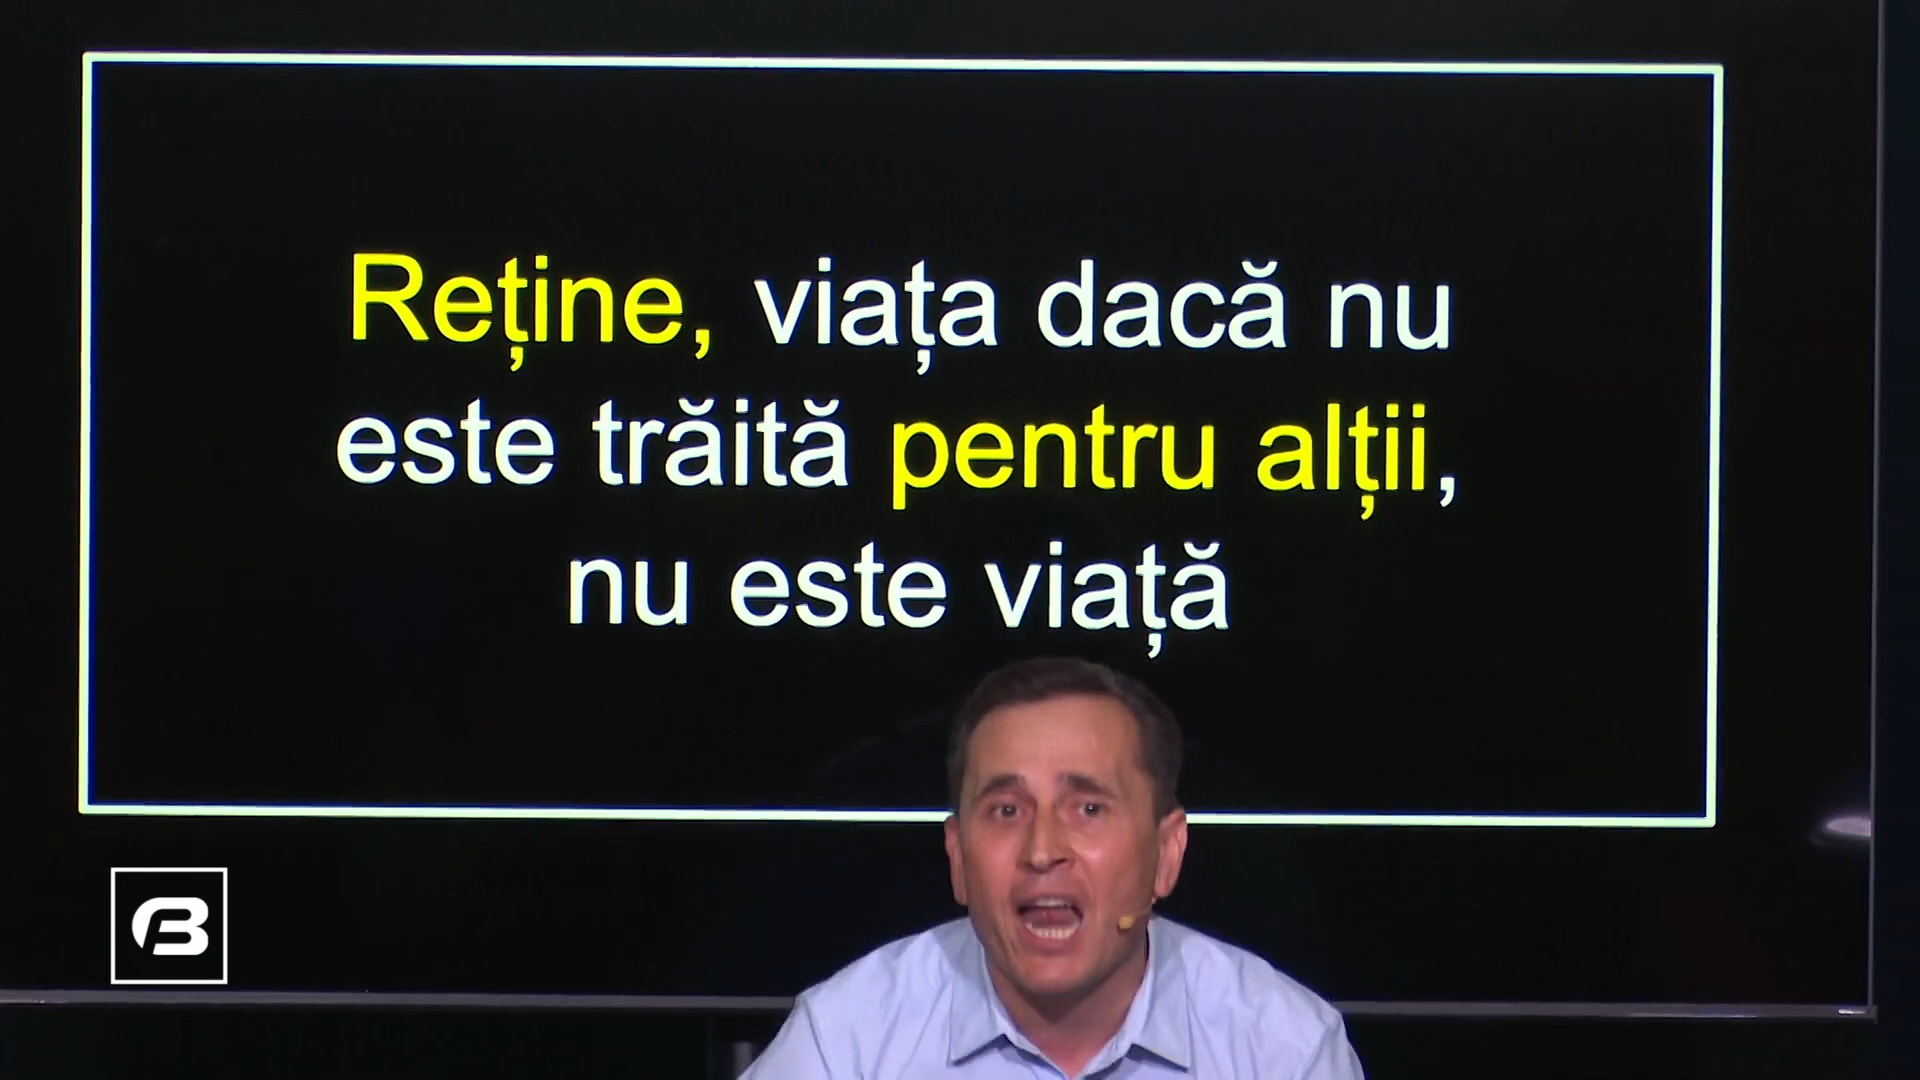 Reține, viața dacă nu
este trăită pentru alții,
nu este viață